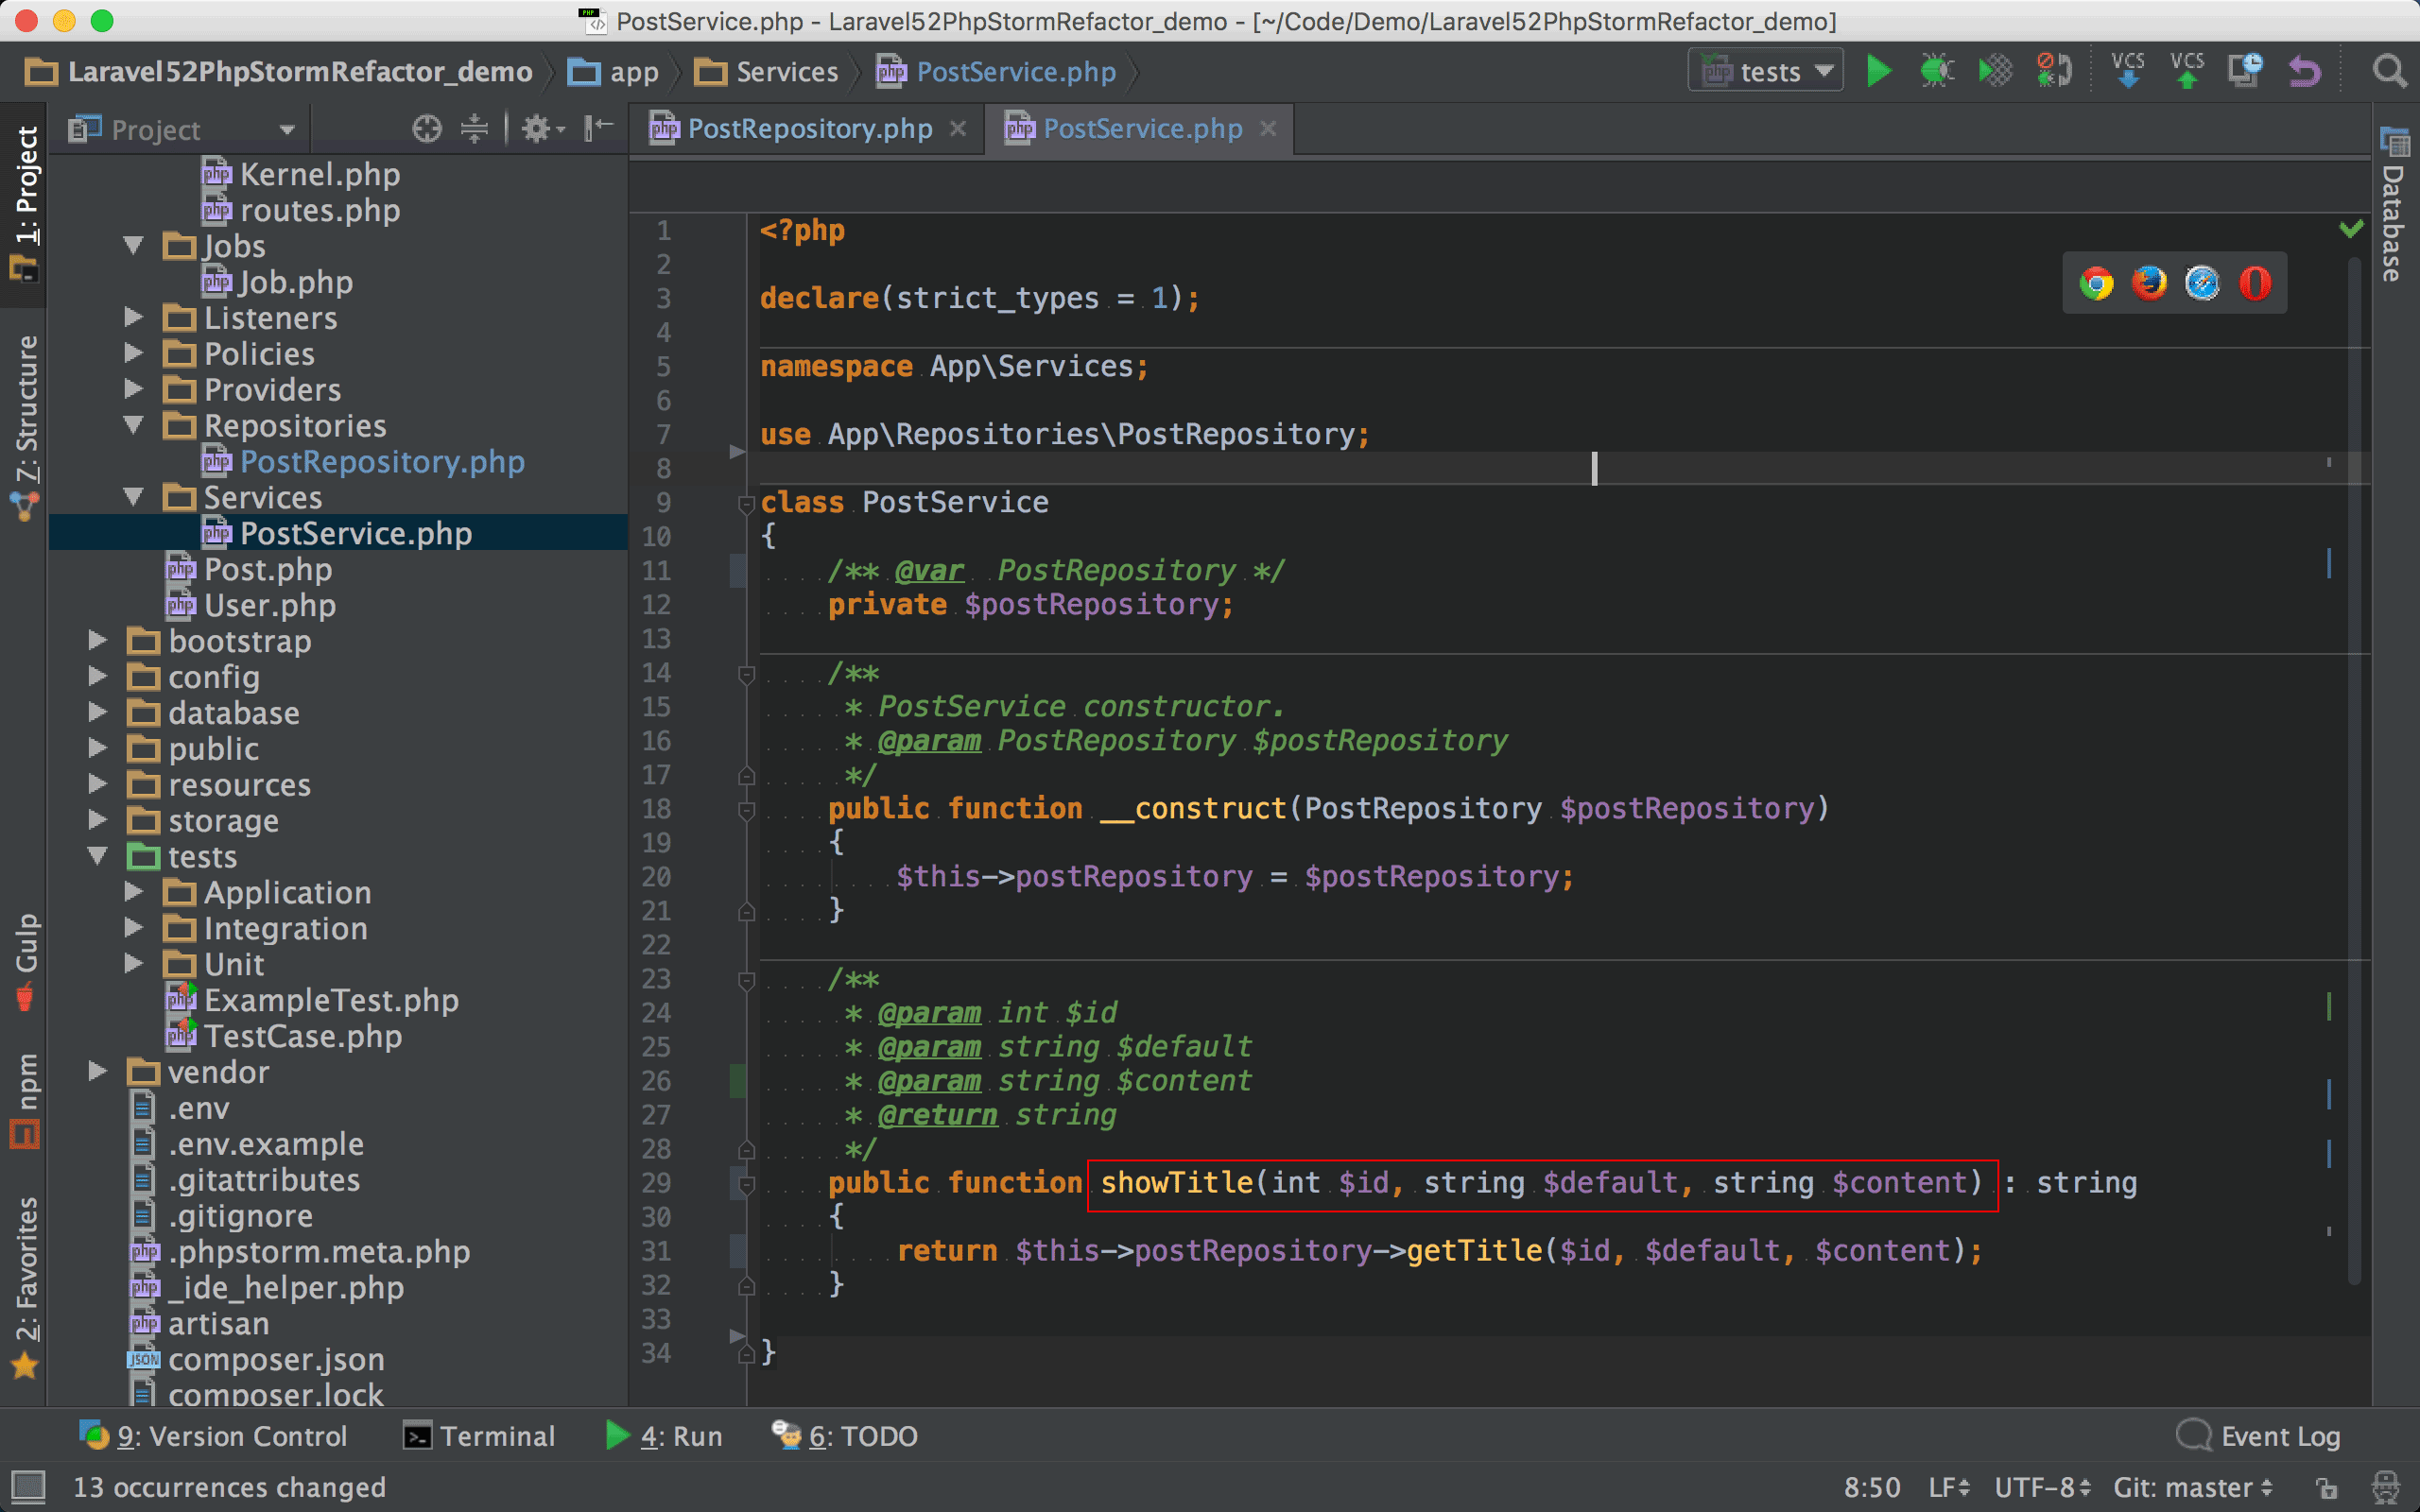 PostService.php - Laravel52PhpStormRefactor_demo - [~/Code/Demo/Laravel52PhpStormRefactor_demo]
Laravel52PhpStormRefactor_demo
app
Services
PostService.php
tests
VCS
VCS
1: Project
Z: Structure
Gulp
npm
2: Favorites
Project
Kernel.php
routes.php
Jobs
Job.php
Listeners
Policies
Providers
Repositories
PostRepository.php
Services
PostService.php
Post.php
User.php
bootstrap
config
database
public
resources
storage
tests
Application
Integration
Unit
ExampleTest.php
TestCase.php
vendor
.env
.env.example
.gitattributes
.gitignore
.phpstorm.meta.php
_ide_helper.php
artisan
composer.json
composer.lock
PostRepository.php
PostService.php
1 <?php
2
3 declare(strict_types = 1);
4
5 namespace App\Services;
6
7 use App\Repositories\PostRepository;
8
9 class PostService
10 {
11 /** @var  PostRepository */
12 private $postRepository;
13
14 /**
15 * PostService constructor.
16 * @param PostRepository $postRepository
17 */
18 public function __construct(PostRepository $postRepository)
19 {
20 $this->postRepository = $postRepository;
21 }
22
23 /**
24 * @param int $id
25 * @param string $default
26 * @param string $content
27 * @return string
28 */
29 public function showTitle(int $id, string $default, string $content) : string
30 {
31 return $this->postRepository->getTitle($id, $default, $content);
32 }
33
34 }
Database
9: Version Control
Terminal
4: Run
6: TODO
Event Log
13 occurrences changed
8:50
LF
UTF-8
Git: master